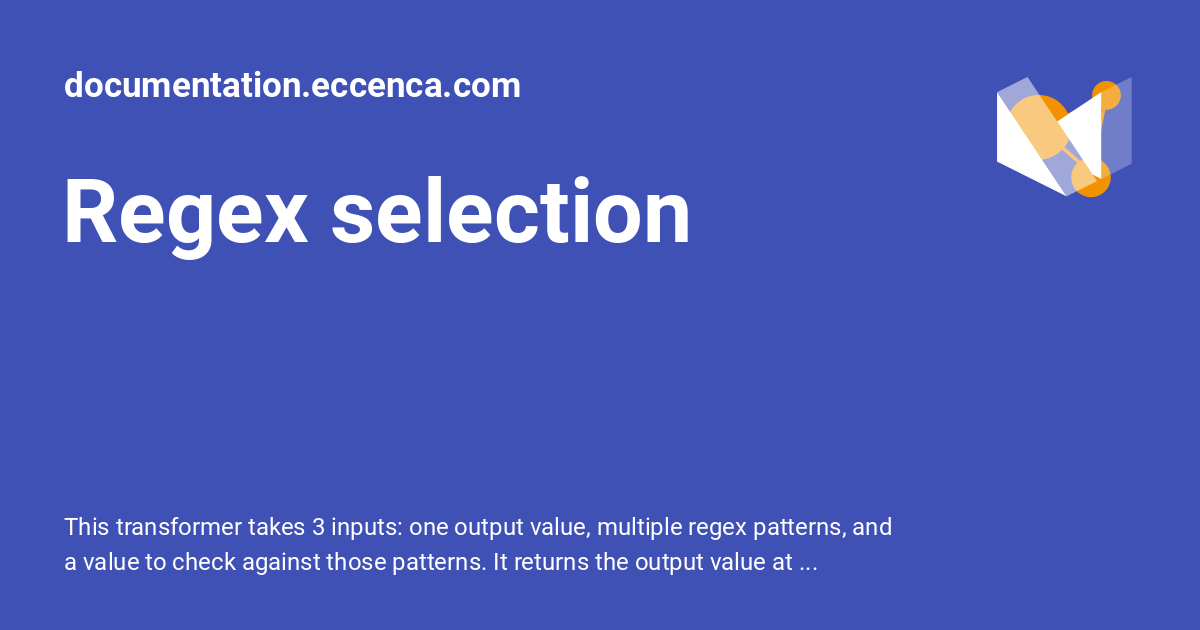 documentation.eccenca.com
Regex selection
This transformer takes 3 inputs: one output value, multiple regex patterns, and
a value to check against those patterns. It returns the output value at ...